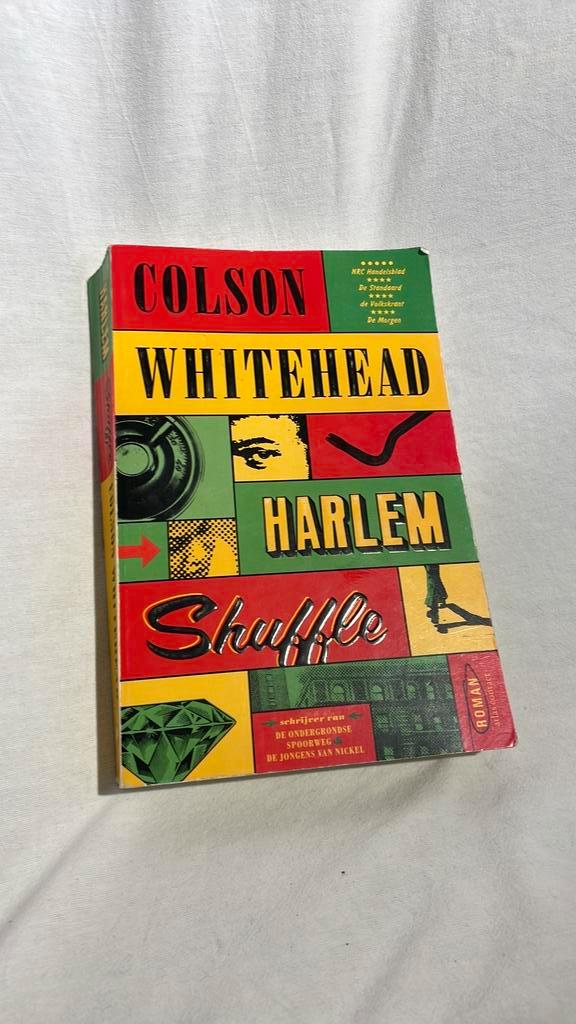 COLSON
★★★★★
NRC Handelsblad
★★★★
De Standaard
★★★★
de Volkskrant
★★★★
De Morgen
WHITEHEAD
HARLEM
Shuffle
schrijver van
DE ONDERGRONDSE
SPOORWEG &
DE JONGENS VAN NICKEL
ROMAN
atlascontact